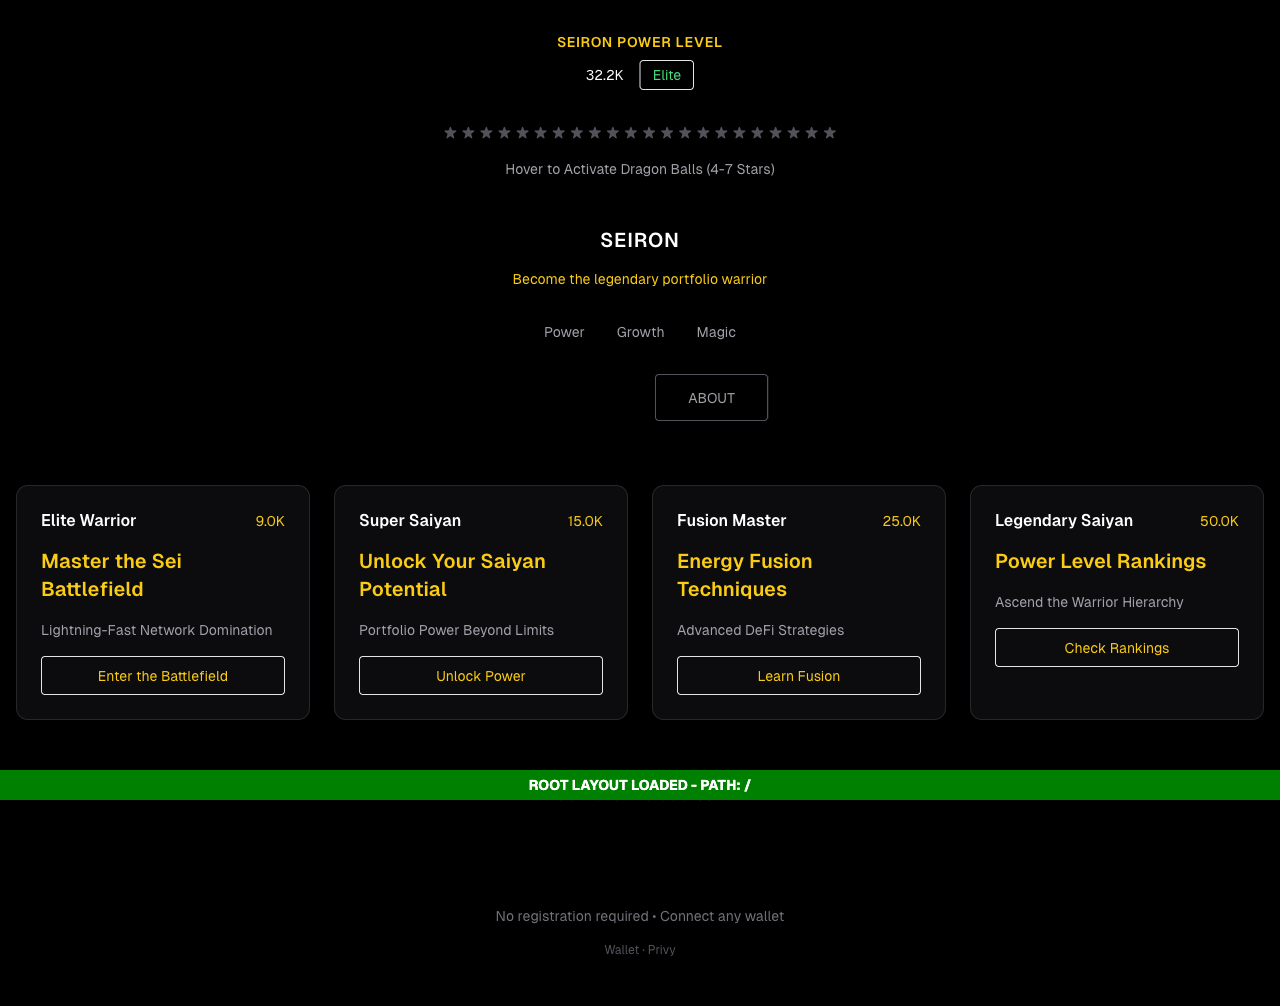 SEIRON POWER LEVEL
32.2K Elite
Hover to Activate Dragon Balls (4-7 Stars)
SEIRON
Become the legendary portfolio warrior
Power Growth Magic
ABOUT
Elite Warrior 9.0K
Master the Sei
Battlefield
Lightning-Fast Network Domination
Enter the Battlefield
Super Saiyan 15.0K
Unlock Your Saiyan
Potential
Portfolio Power Beyond Limits
Unlock Power
Fusion Master 25.0K
Energy Fusion
Techniques
Advanced DeFi Strategies
Learn Fusion
Legendary Saiyan 50.0K
Power Level Rankings
Ascend the Warrior Hierarchy
Check Rankings
ROOT LAYOUT LOADED - PATH: /
No registration required • Connect any wallet
Wallet · Privy